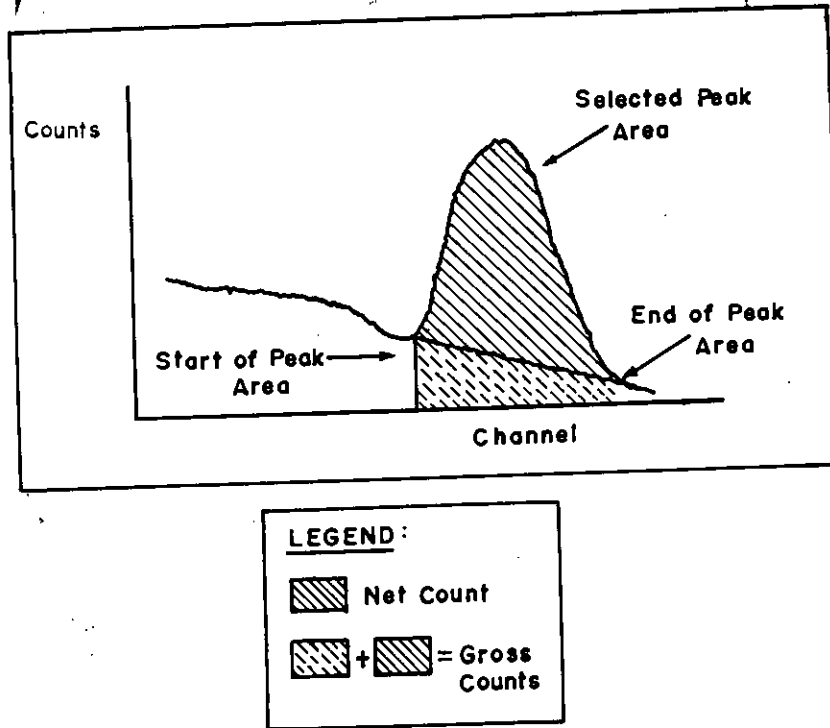 Counts
Selected Peak
Area
End of Peak
Area
Start of Peak
Area
Channel
LEGEND:
Net Count
+ = Gross
Counts